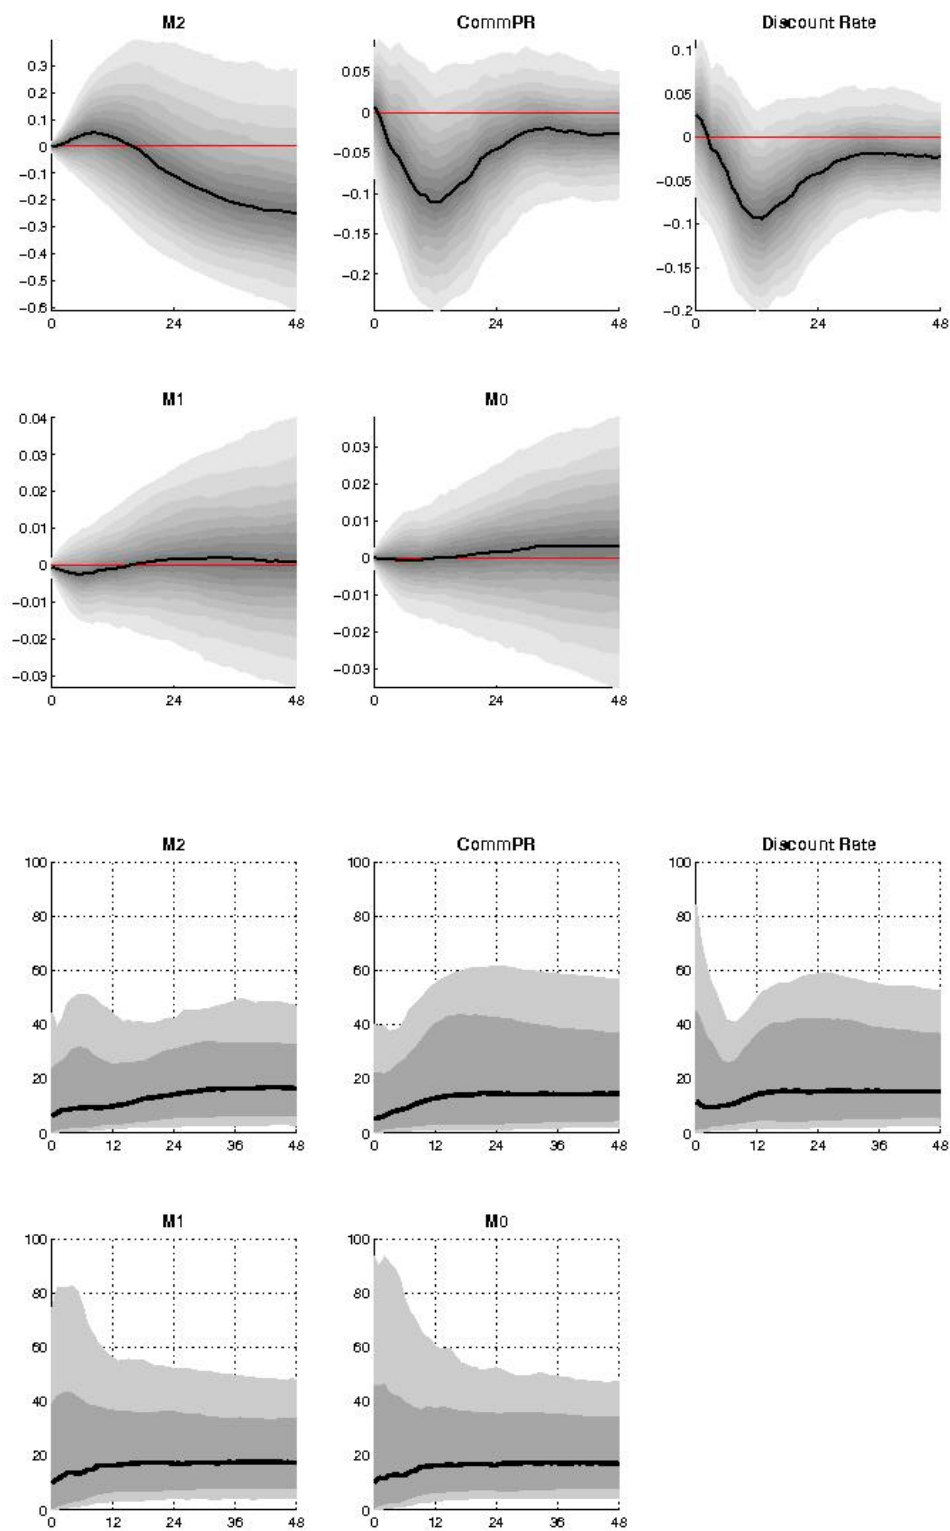 M2 CommPR Discount Rate
0.3 0.05 0.1
0.2 0 0.05
0.1 −0.05 0
0 −0.1 −0.05
−0.1 −0.15 −0.1
−0.2 −0.2 −0.15
−0.3 −0.2
−0.4
−0.5
−0.6
0 24 48 0 24 48 0 24 48
M1 M0
0.04 0.03
0.03 0.02
0.02 0.01
0.01 0
0 −0.01
−0.01 −0.02
−0.02 −0.03
−0.03
0 24 48 0 24 48
M2 CommPR Discount Rate
100 100 100
80 80 80
60 60 60
40 40 40
20 20 20
0 0 0
0 12 24 36 48 0 12 24 36 48 0 12 24 36 48
M1 M0
100 100
80 80
60 60
40 40
20 20
0 0
0 12 24 36 48 0 12 24 36 48